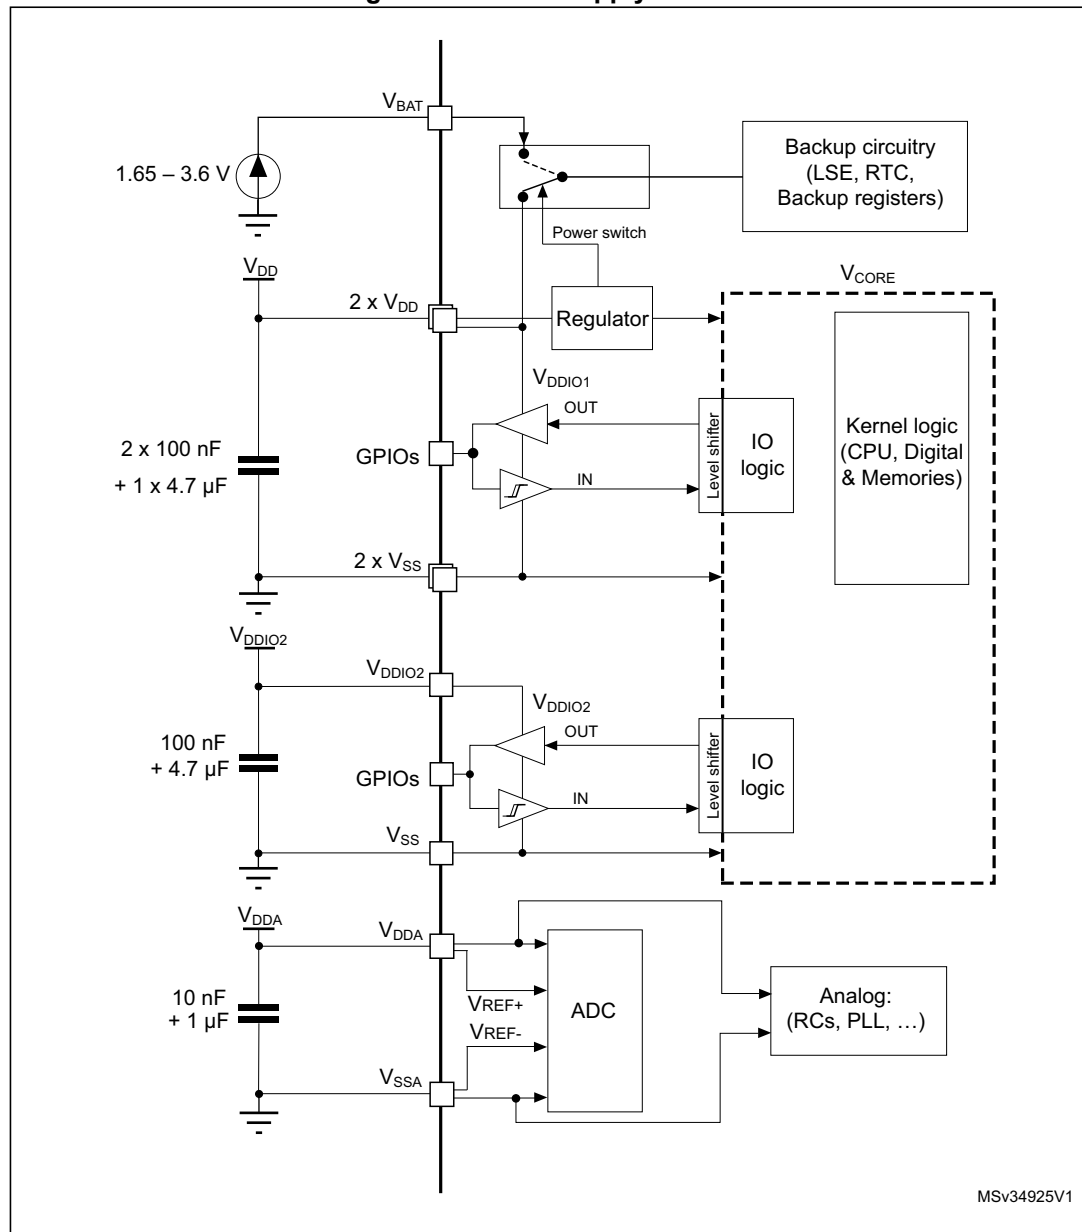 upply
VBAT
1.65 – 3.6 V
Backup circuitry
(LSE, RTC,
Backup registers)
Power switch
VDD
VCORE
2 x VDD
Regulator
VDDIO1
OUT
2 x 100 nF
+ 1 x 4.7 µF
GPIOs
IN
Level shifter
IO
logic
Kernel logic
(CPU, Digital
& Memories)
2 x VSS
VDDIO2
VDDIO2
VDDIO2
OUT
100 nF
+ 4.7 µF
GPIOs
IN
Level shifter
IO
logic
VSS
VDDA
VDDA
10 nF
+ 1 µF
VREF+
VREF-
ADC
Analog:
(RCs, PLL, …)
VSSA
MSv34925V1